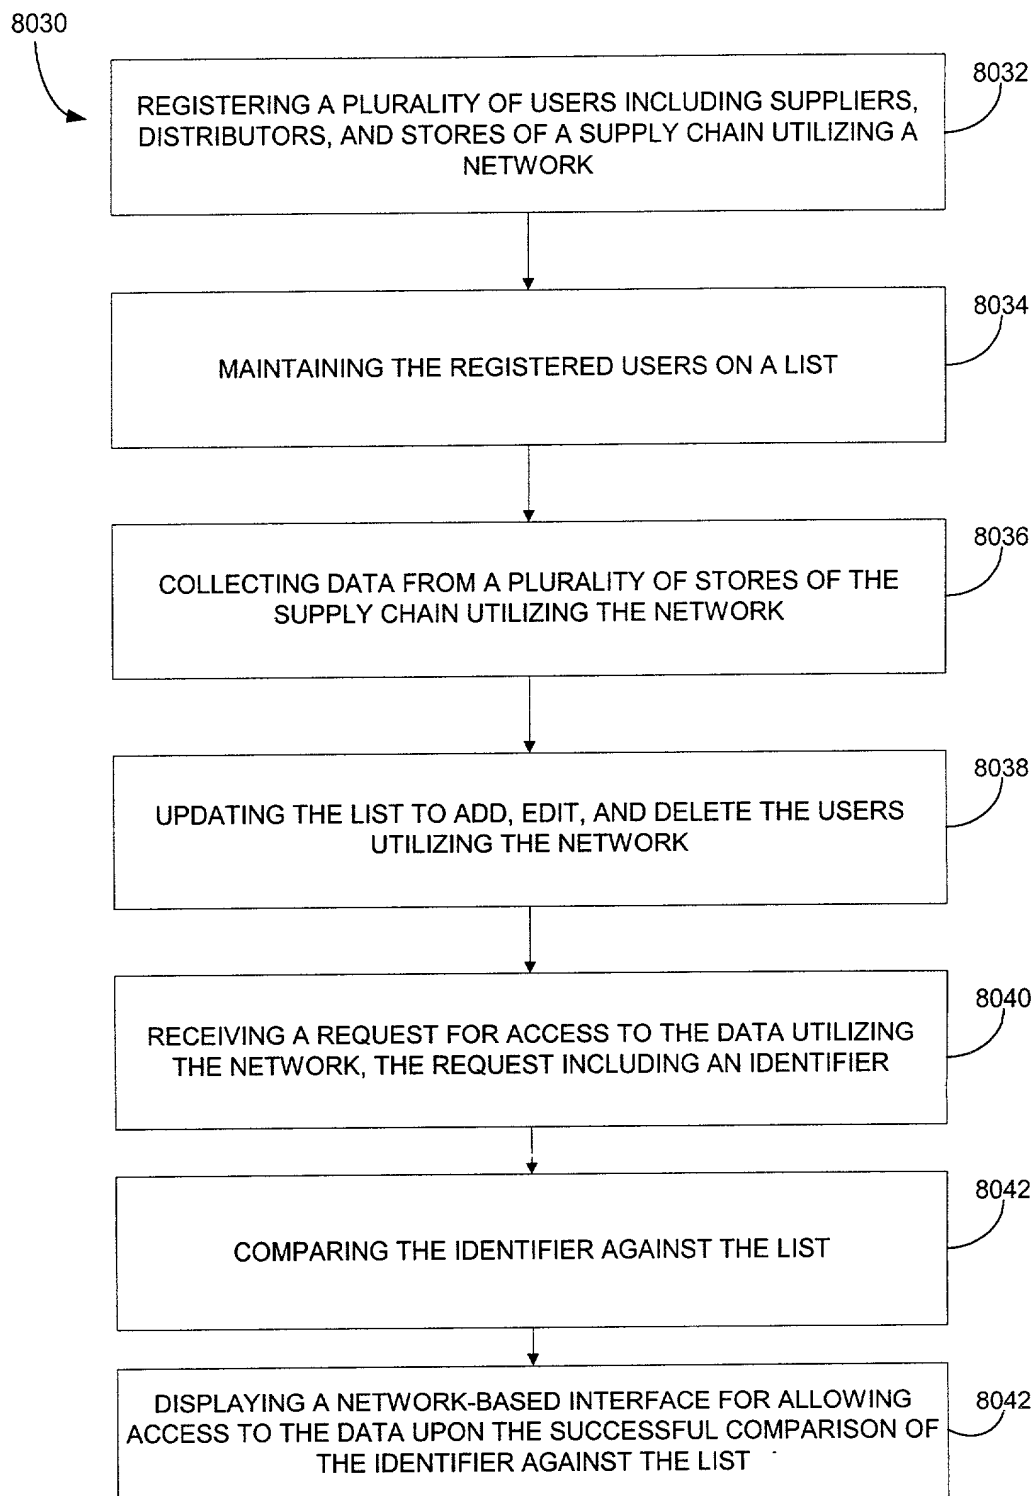 8030
8032
REGISTERING A PLURALITY OF USERS INCLUDING SUPPLIERS,
DISTRIBUTORS, AND STORES OF A SUPPLY CHAIN UTILIZING A
NETWORK
8034
MAINTAINING THE REGISTERED USERS ON A LIST
8036
COLLECTING DATA FROM A PLURALITY OF STORES OF THE
SUPPLY CHAIN UTILIZING THE NETWORK
8038
UPDATING THE LIST TO ADD, EDIT, AND DELETE THE USERS
UTILIZING THE NETWORK
8040
RECEIVING A REQUEST FOR ACCESS TO THE DATA UTILIZING
THE NETWORK, THE REQUEST INCLUDING AN IDENTIFIER
8042
COMPARING THE IDENTIFIER AGAINST THE LIST
8042
DISPLAYING A NETWORK-BASED INTERFACE FOR ALLOWING
ACCESS TO THE DATA UPON THE SUCCESSFUL COMPARISON OF
THE IDENTIFIER AGAINST THE LIST